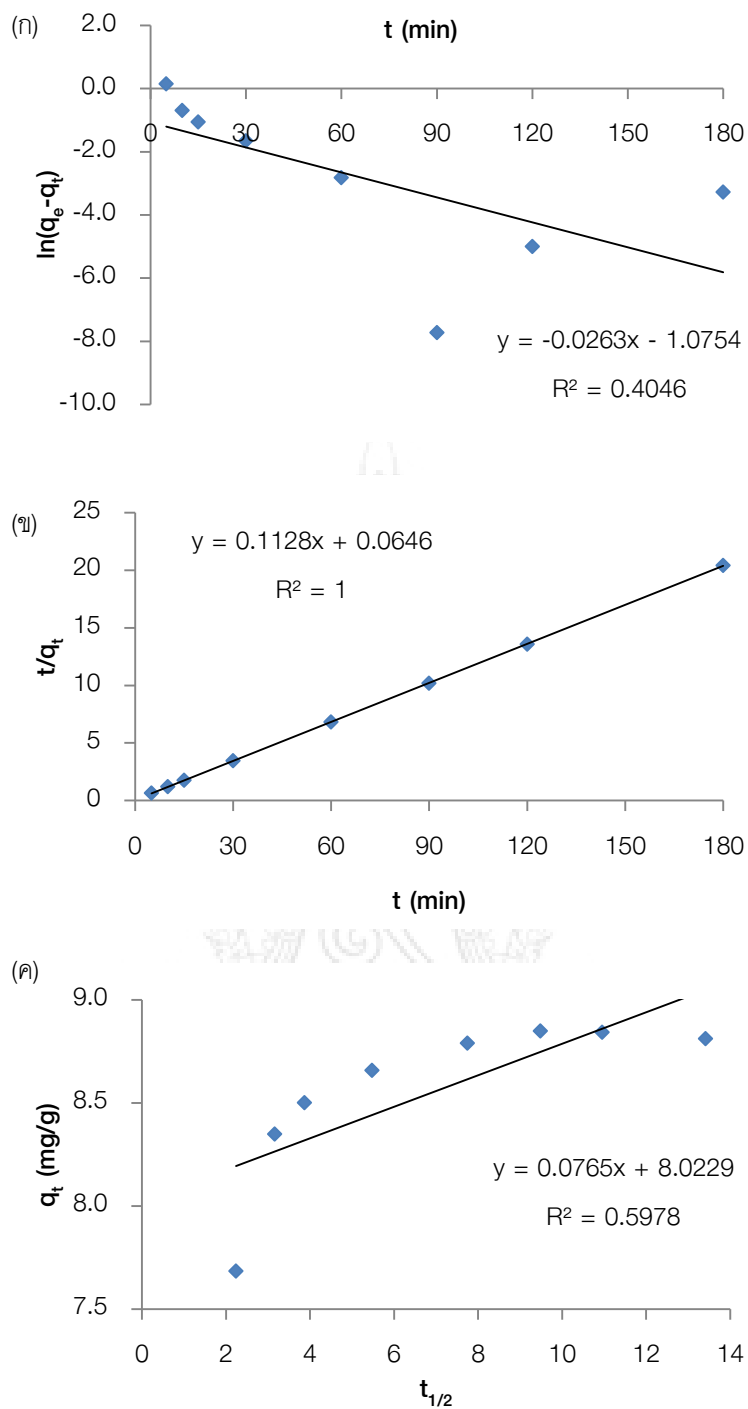 (ก)
t (min)
2.0
0.0
-2.0
-4.0
-6.0
-8.0
-10.0
0 30 60 90 120 150 180
ln(qₑ-qₜ)
y = -0.0263x - 1.0754
R² = 0.4046
(ข)
25
20
15
10
5
0
t/qₜ
y = 0.1128x + 0.0646
R² = 1
0 30 60 90 120 150 180
t (min)
(ค)
9.0
8.5
8.0
7.5
qₜ (mg/g)
y = 0.0765x + 8.0229
R² = 0.5978
0 2 4 6 8 10 12 14
t₁/₂